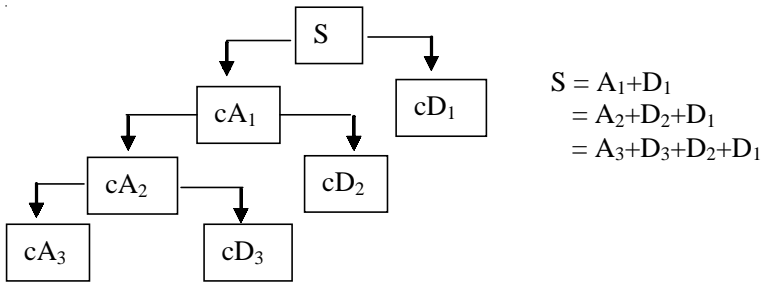 S
cA₁
cD₁
cA₂
cD₂
cA₃
cD₃
S = A₁+D₁
= A₂+D₂+D₁
= A₃+D₃+D₂+D₁